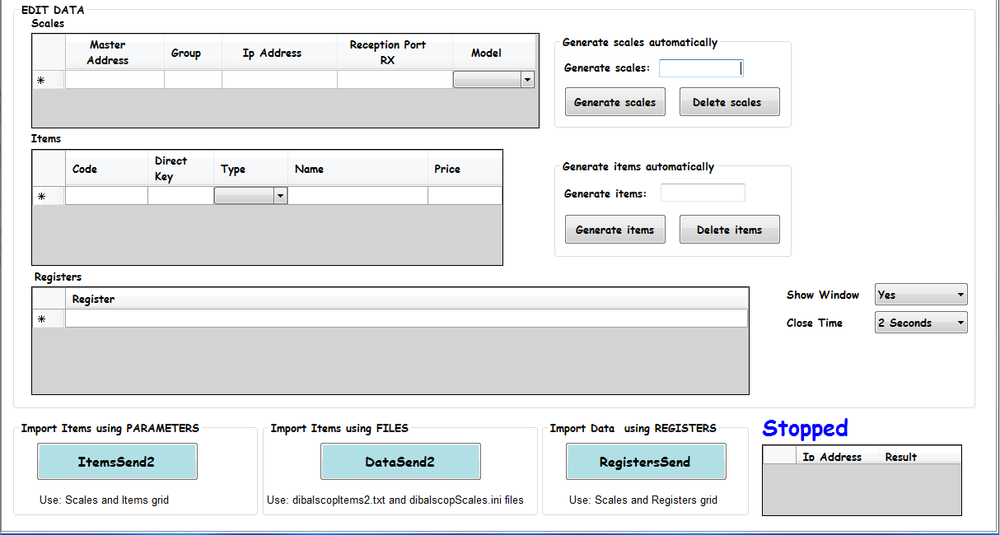 EDIT DATA
Scales
Master Address
Group
Ip Address
Reception Port RX
Model
*
Generate scales automatically
Generate scales:
Generate scales
Delete scales
Items
Code
Direct Key
Type
Name
Price
*
Generate items automatically
Generate items:
Generate items
Delete items
Registers
Register
*
Show Window
Yes
Close Time
2 Seconds
Import Items using PARAMETERS
ItemsSend2
Use: Scales and Items grid
Import Items using FILES
DataSend2
Use: dibalscopItems2.txt and dibalscopScales.ini files
Import Data using REGISTERS
RegistersSend
Use: Scales and Registers grid
Stopped
Ip Address
Result